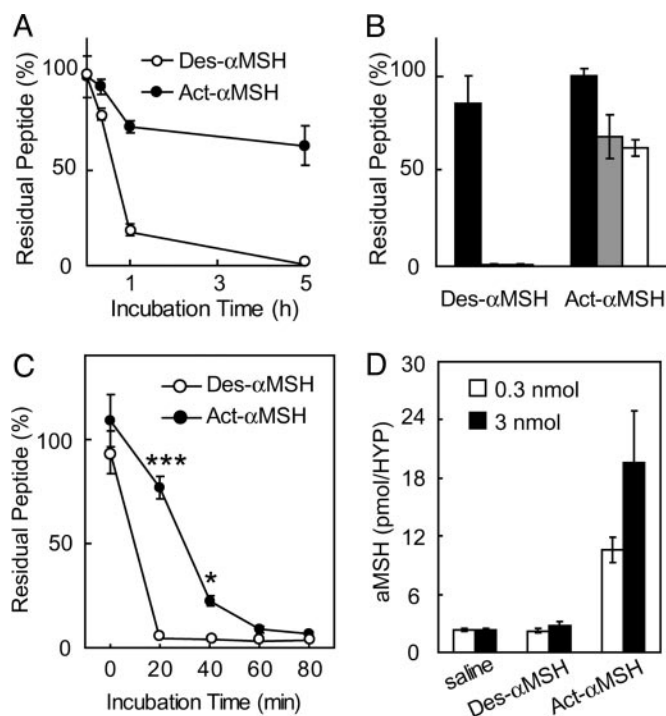 A
Des-αMSH
Act-αMSH
Residual Peptide (%)
100
50
0
1
3
5
Incubation Time (h)
B
Residual Peptide (%)
100
50
0
Des-αMSH
Act-αMSH
C
Des-αMSH
Act-αMSH
***
*
Residual Peptide (%)
100
50
0
0
20
40
60
80
Incubation Time (min)
D
0.3 nmol
3 nmol
aMSH (pmol/HYP)
30
24
18
12
6
0
saline
Des-αMSH
Act-αMSH